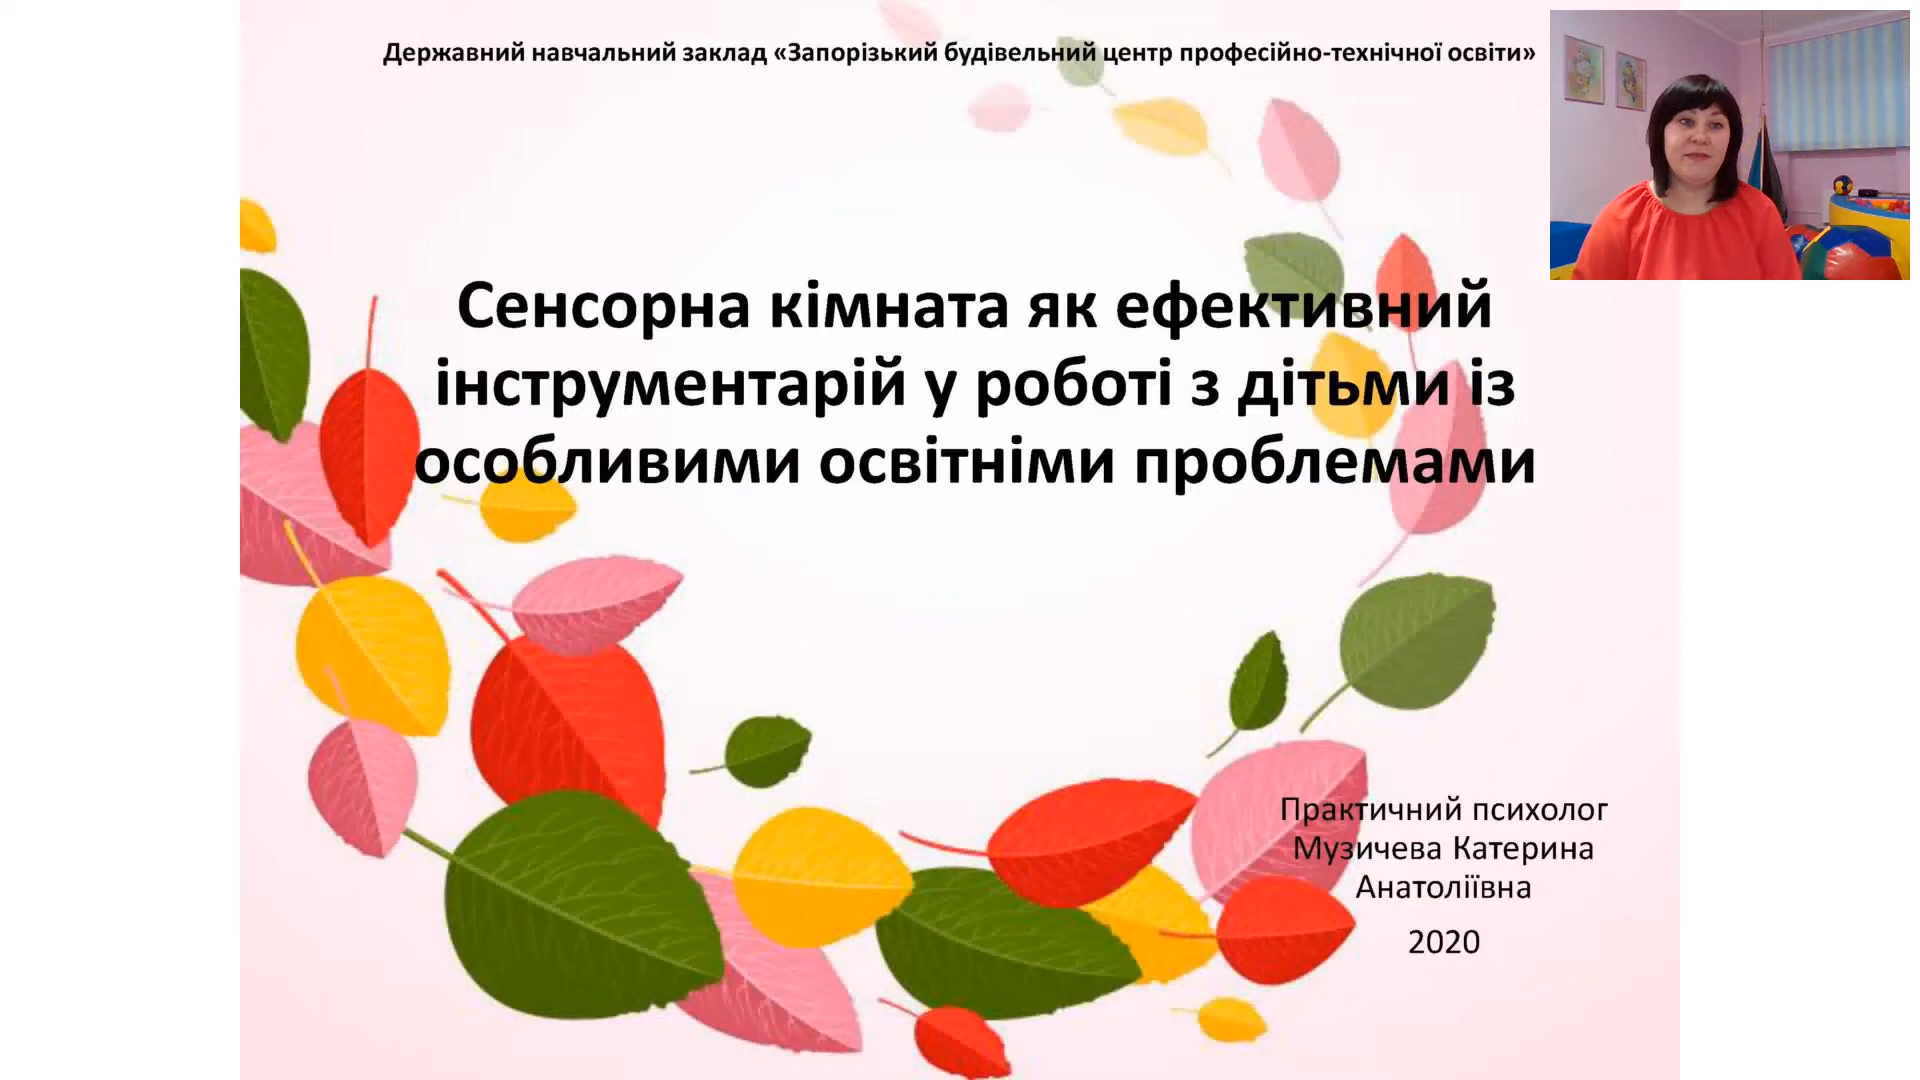 Державний навчальний заклад «Запорізький будівельний центр професійно-технічної освіти»
Сенсорна кімната як ефективний
інструментарій у роботі з дітьми із
особливими освітніми проблемами
Практичний психолог
Музичева Катерина
Анатоліївна
2020